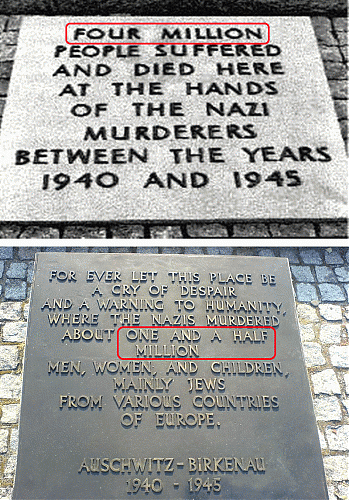 FOUR MILLION
PEOPLE SUFFERED
AND DIED HERE
AT THE HANDS
OF THE NAZI
MURDERERS
BETWEEN THE YEARS
1940 AND 1945
FOR EVER LET THIS PLACE BE
A CRY OF DESPAIR
AND A WARNING TO HUMANITY,
WHERE THE NAZIS MURDERED
ABOUT ONE AND A HALF
MILLION
MEN, WOMEN, AND CHILDREN,
MAINLY JEWS
FROM VARIOUS COUNTRIES
OF EUROPE.
AUSCHWITZ-BIRKENAU
1940 - 1945